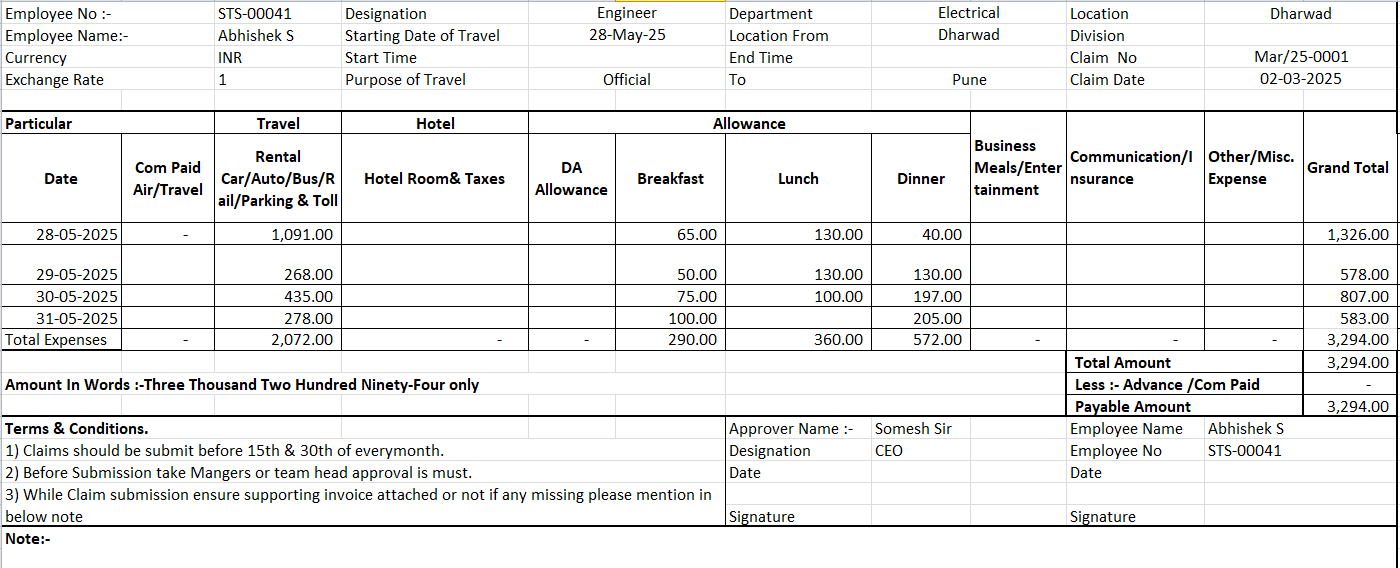 Employee No :- STS-00041 Designation Engineer Department Electrical Location Dharwad
Employee Name:- Abhishek S Starting Date of Travel 28-May-25 Location From Dharwad Division
Currency INR Start Time End Time Claim  No Mar/25-0001
Exchange Rate 1 Purpose of Travel Official To Pune Claim Date 02-03-2025
Particular Travel Hotel Allowance
Date
Com Paid
Air/Travel
Rental
Car/Auto/Bus/R
ail/Parking & Toll
Hotel Room& Taxes
DA
Allowance
Breakfast
Lunch
Dinner
Business
Meals/Enter
tainment
Communication/I
nsurance
Other/Misc.
Expense
Grand Total
28-05-2025 - 1,091.00 65.00 130.00 40.00 1,326.00
29-05-2025 268.00 50.00 130.00 130.00 578.00
30-05-2025 435.00 75.00 100.00 197.00 807.00
31-05-2025 278.00 100.00 205.00 583.00
Total Expenses - 2,072.00 - - 290.00 360.00 572.00 - - - 3,294.00
Total Amount 3,294.00
Amount In Words :-Three Thousand Two Hundred Ninety-Four only Less :- Advance /Com Paid -
Payable Amount 3,294.00
Terms & Conditions. Approver Name :- Somesh Sir Employee Name Abhishek S
1) Claims should be submit before 15th & 30th of everymonth. Designation CEO Employee No STS-00041
2) Before Submission take Mangers or team head approval is must. Date Date
3) While Claim submission ensure supporting invoice attached or not if any missing please mention in
below note Signature Signature
Note:-